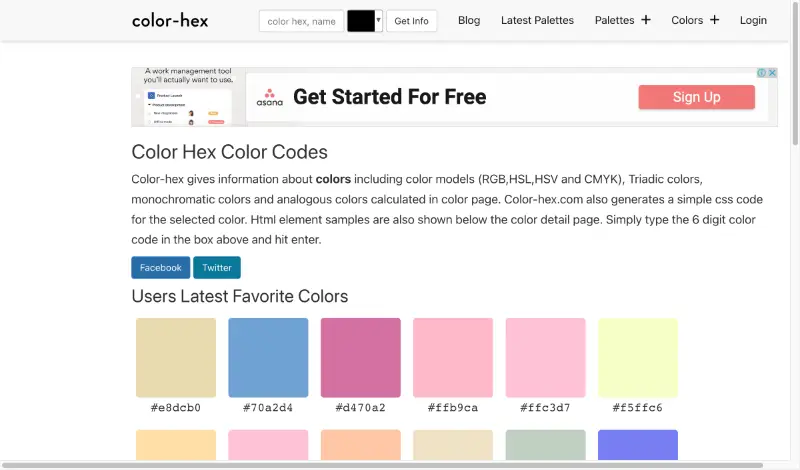 color-hex
color hex, name
Get Info
Blog
Latest Palettes
Palettes +
Colors +
Login
A work management tool
you'll actually want to use.
asana
Get Started For Free
Sign Up
Color Hex Color Codes
Color-hex gives information about colors including color models (RGB,HSL,HSV and CMYK), Triadic colors,
monochromatic colors and analogous colors calculated in color page. Color-hex.com also generates a simple css code
for the selected color. Html element samples are also shown below the color detail page. Simply type the 6 digit color
code in the box above and hit enter.
Facebook
Twitter
Users Latest Favorite Colors
#e8dcb0
#70a2d4
#d470a2
#ffb9ca
#ffc3d7
#f5ffc6